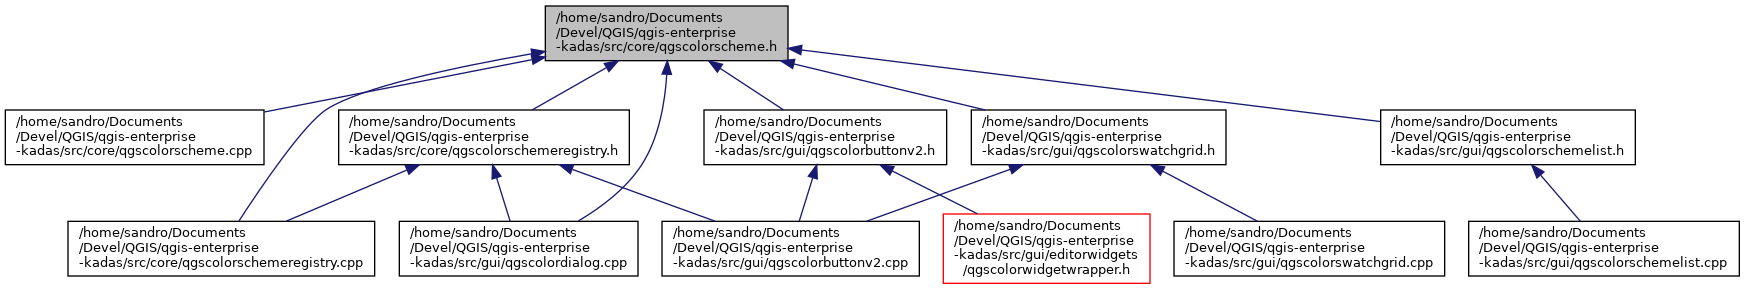 /home/sandro/Documents
/Devel/QGIS/qgis-enterprise
-kadas/src/core/qgscolorscheme.h
/home/sandro/Documents
/Devel/QGIS/qgis-enterprise
-kadas/src/core/qgscolorscheme.cpp
/home/sandro/Documents
/Devel/QGIS/qgis-enterprise
-kadas/src/core/qgscolorschemeregistry.h
/home/sandro/Documents
/Devel/QGIS/qgis-enterprise
-kadas/src/gui/qgscolorbuttonv2.h
/home/sandro/Documents
/Devel/QGIS/qgis-enterprise
-kadas/src/gui/qgscolorswatchgrid.h
/home/sandro/Documents
/Devel/QGIS/qgis-enterprise
-kadas/src/gui/qgscolorschemelist.h
/home/sandro/Documents
/Devel/QGIS/qgis-enterprise
-kadas/src/core/qgscolorschemeregistry.cpp
/home/sandro/Documents
/Devel/QGIS/qgis-enterprise
-kadas/src/gui/qgscolordialog.cpp
/home/sandro/Documents
/Devel/QGIS/qgis-enterprise
-kadas/src/gui/qgscolorbuttonv2.cpp
/home/sandro/Documents
/Devel/QGIS/qgis-enterprise
-kadas/src/gui/editorwidgets
/qgscolorwidgetwrapper.h
/home/sandro/Documents
/Devel/QGIS/qgis-enterprise
-kadas/src/gui/qgscolorswatchgrid.cpp
/home/sandro/Documents
/Devel/QGIS/qgis-enterprise
-kadas/src/gui/qgscolorschemelist.cpp